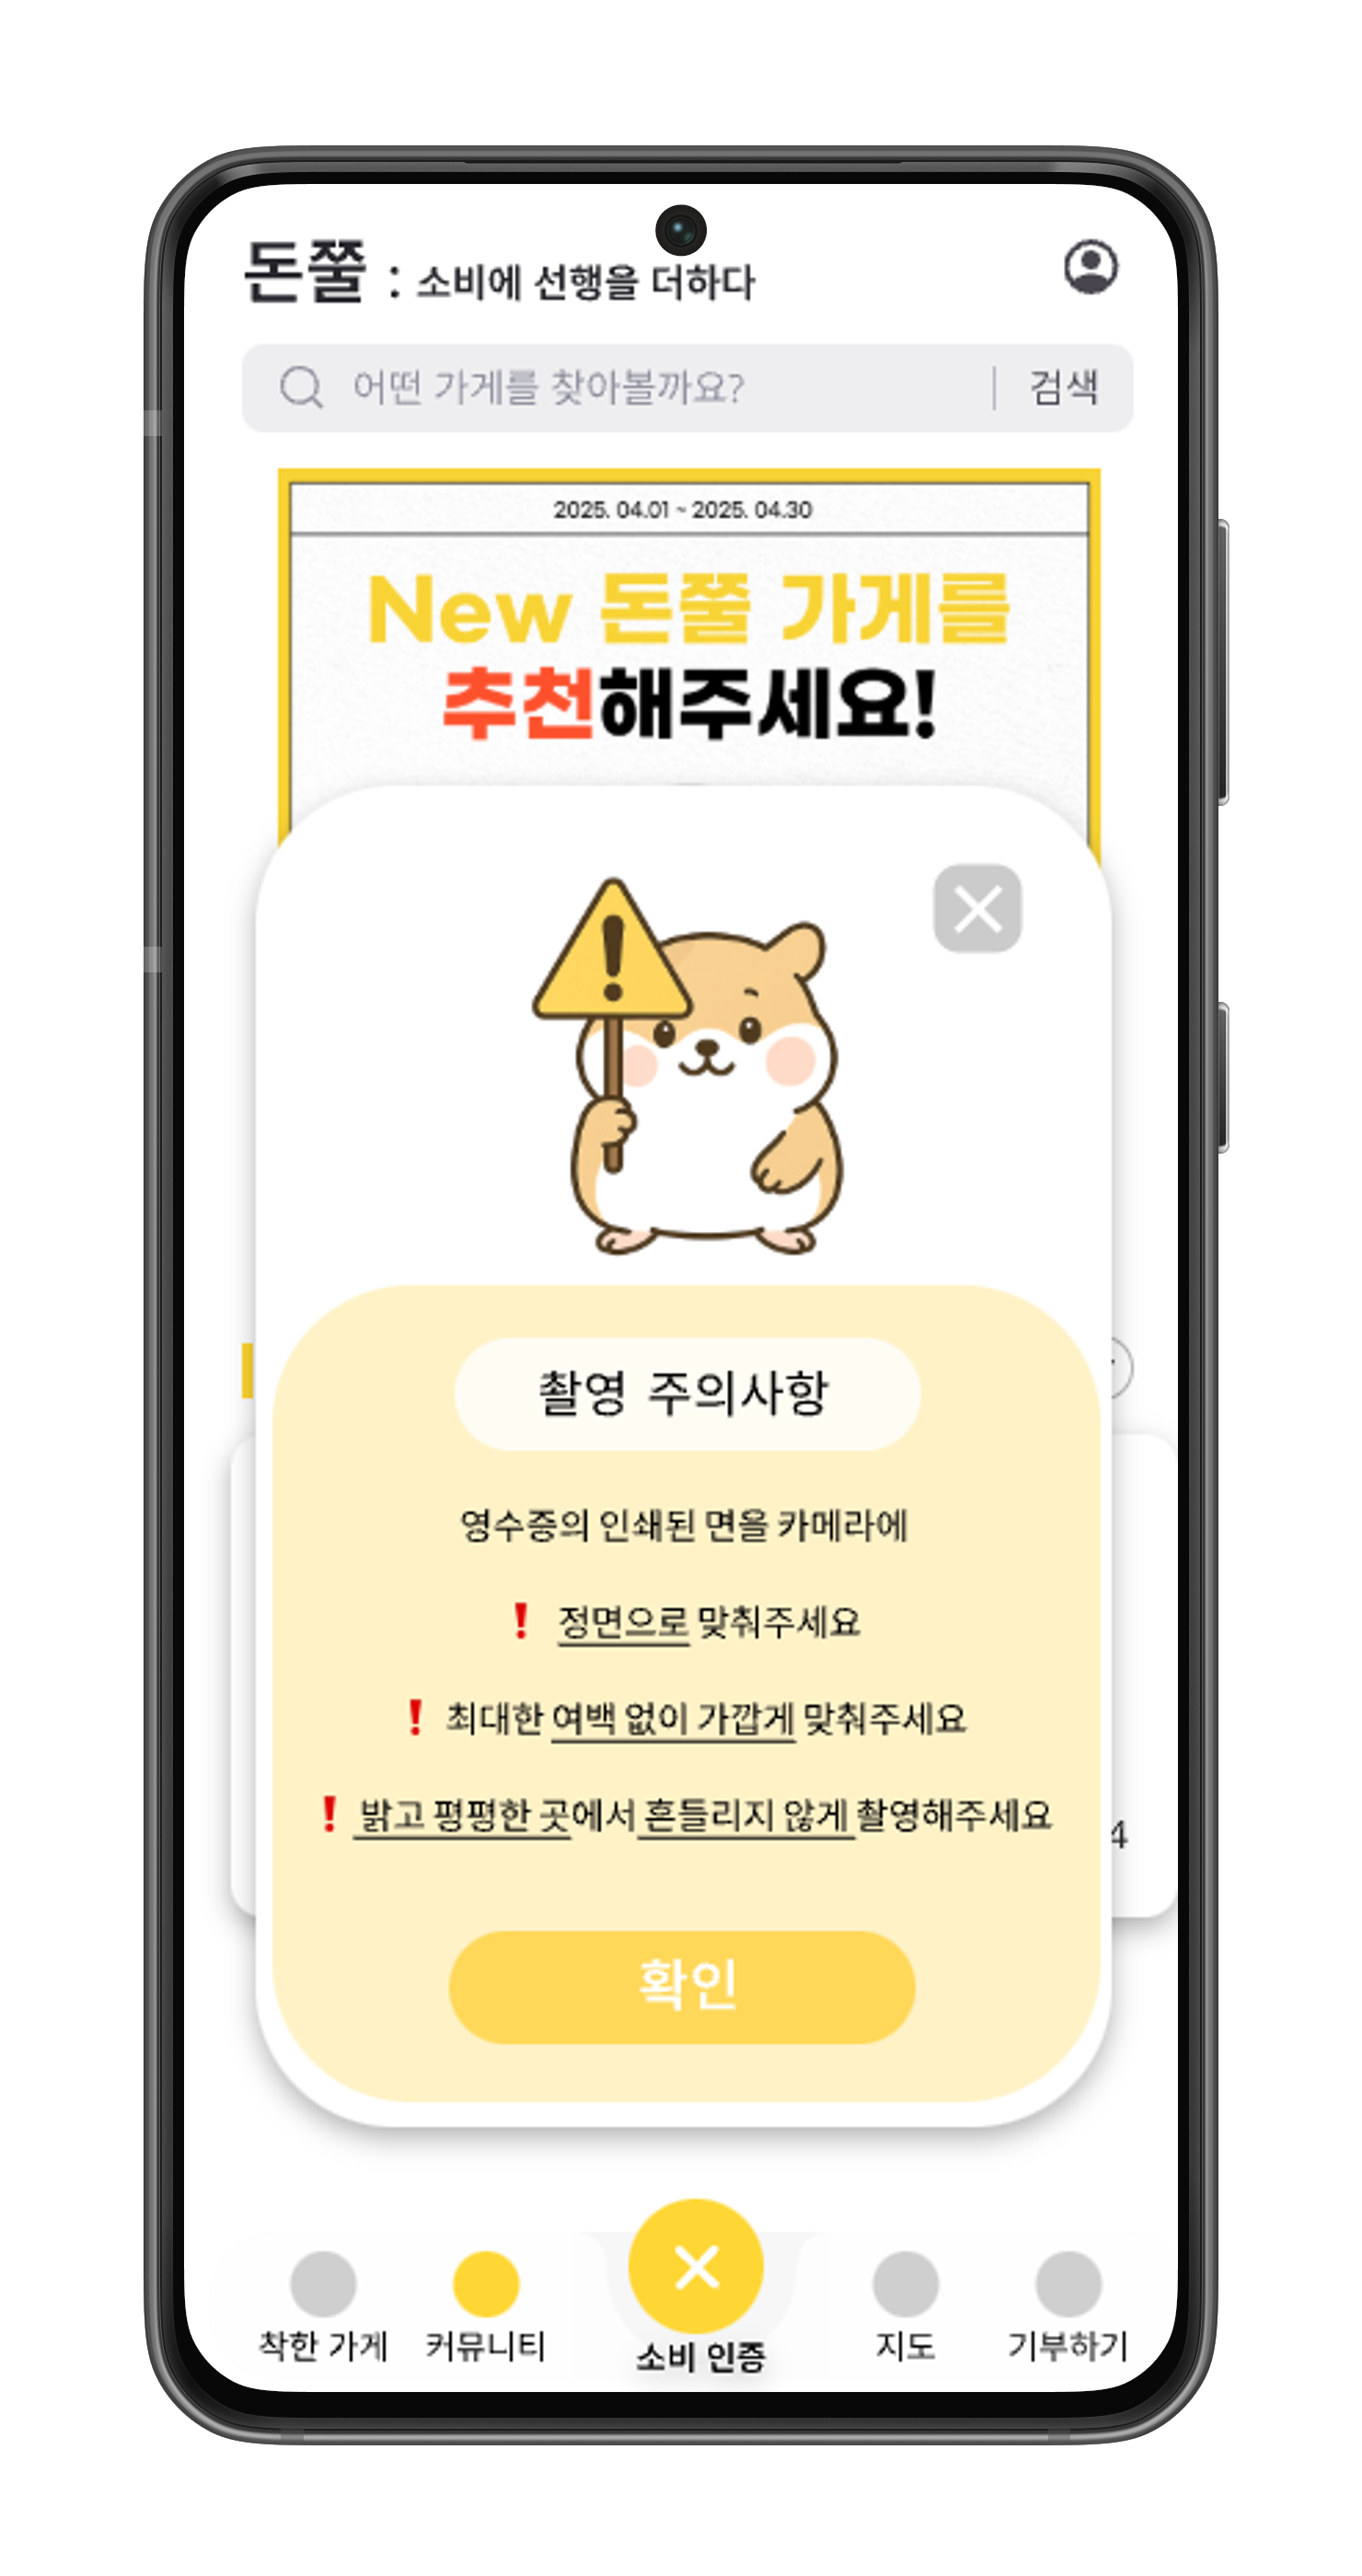 돈쭐 : 소비에 선행을 더하다
어떤 가게를 찾아볼까요? 검색
2025. 04.01 ~ 2025. 04.30
New 돈쭐 가게를
추천해주세요!
촬영 주의사항
영수증의 인쇄된 면을 카메라에
! 정면으로 맞춰주세요
! 최대한 여백 없이 가깝게 맞춰주세요
! 밝고 평평한 곳에서 흔들리지 않게 촬영해주세요
4
확인
착한 가게 커뮤니티 소비 인증 지도 기부하기